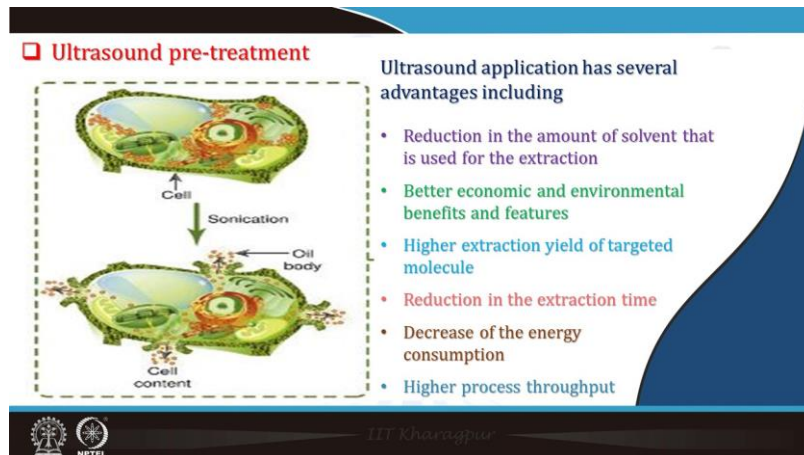 Ultrasound pre-treatment
Cell
Sonication
Oil
body
Cell
content
Ultrasound application has several
advantages including
• Reduction in the amount of solvent that
is used for the extraction
• Better economic and environmental
benefits and features
• Higher extraction yield of targeted
molecule
• Reduction in the extraction time
• Decrease of the energy
consumption
• Higher process throughput
NPTEL
IIT Kharagpur